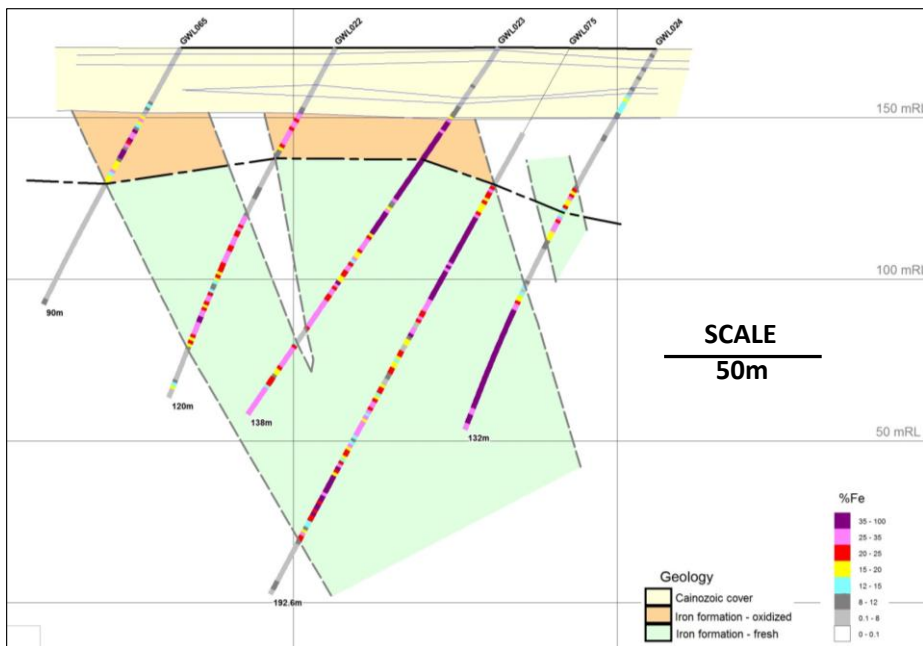 GWL065
GWL022
GWL023
GWL075
GWL024
150 mRL
100 mRL
90m
SCALE
50m
120m
138m
132m
50 mRL
192.6m
%Fe
35 - 100
25 - 35
20 - 25
15 - 20
12 - 15
8 - 12
0.1 - 8
0 - 0.1
Geology
Cainozoic cover
Iron formation - oxidized
Iron formation - fresh